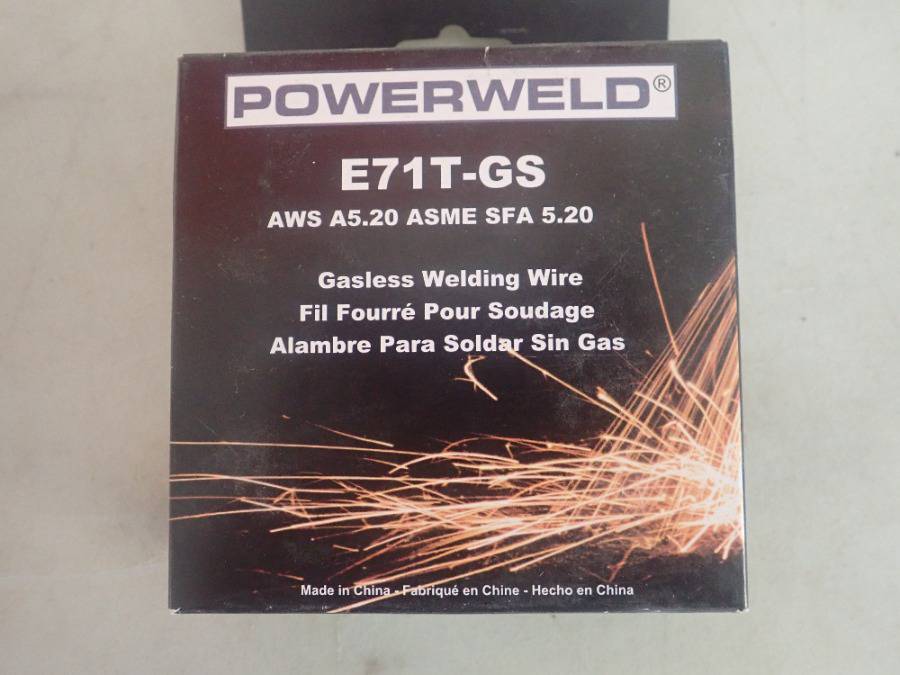 POWERWELD®
E71T-GS
AWS A5.20 ASME SFA 5.20
Gasless Welding Wire
Fil Fourré Pour Soudage
Alambre Para Soldar Sin Gas
Made in China - Fabriqué en Chine - Hecho en China